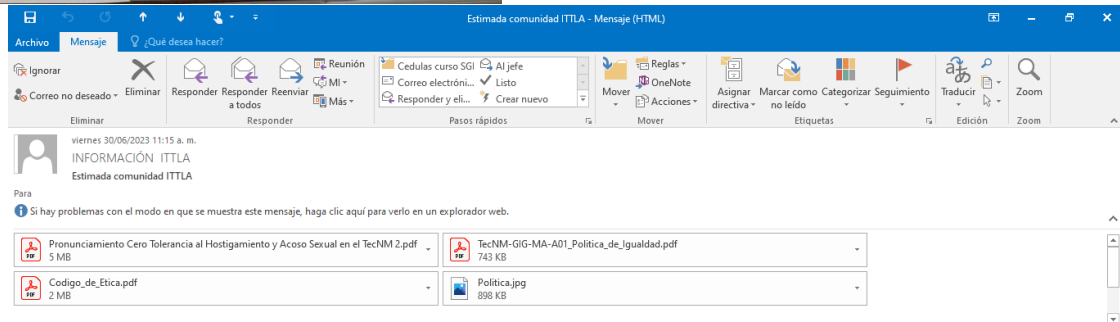 Estimada comunidad ITTLA - Mensaje (HTML)
Archivo
Mensaje
¿Qué desea hacer?
Ignorar
Correo no deseado
Eliminar
Eliminar
Responder
Responder a todos
Reenviar
Reunión
MI
Más
Responder
Cedulas curso SGI
Al jefe
Correo electróni...
Listo
Responder y eli...
Crear nuevo
Pasos rápidos
Mover
Reglas
OneNote
Acciones
Mover
Asignar directiva
Marcar como no leído
Categorizar
Seguimiento
Etiquetas
Traducir
Edición
Zoom
Zoom
viernes 30/06/2023 11:15 a. m.
INFORMACIÓN ITTLA
Estimada comunidad ITTLA
Para
Si hay problemas con el modo en que se muestra este mensaje, haga clic aquí para verlo en un explorador web.
Pronunciamiento Cero Tolerancia al Hostigamiento y Acoso Sexual en el TecNM 2.pdf
5 MB
TecNM-GIG-MA-A01_Politica_de_Igualdad.pdf
743 KB
Codigo_de_Etica.pdf
2 MB
Politica.jpg
898 KB